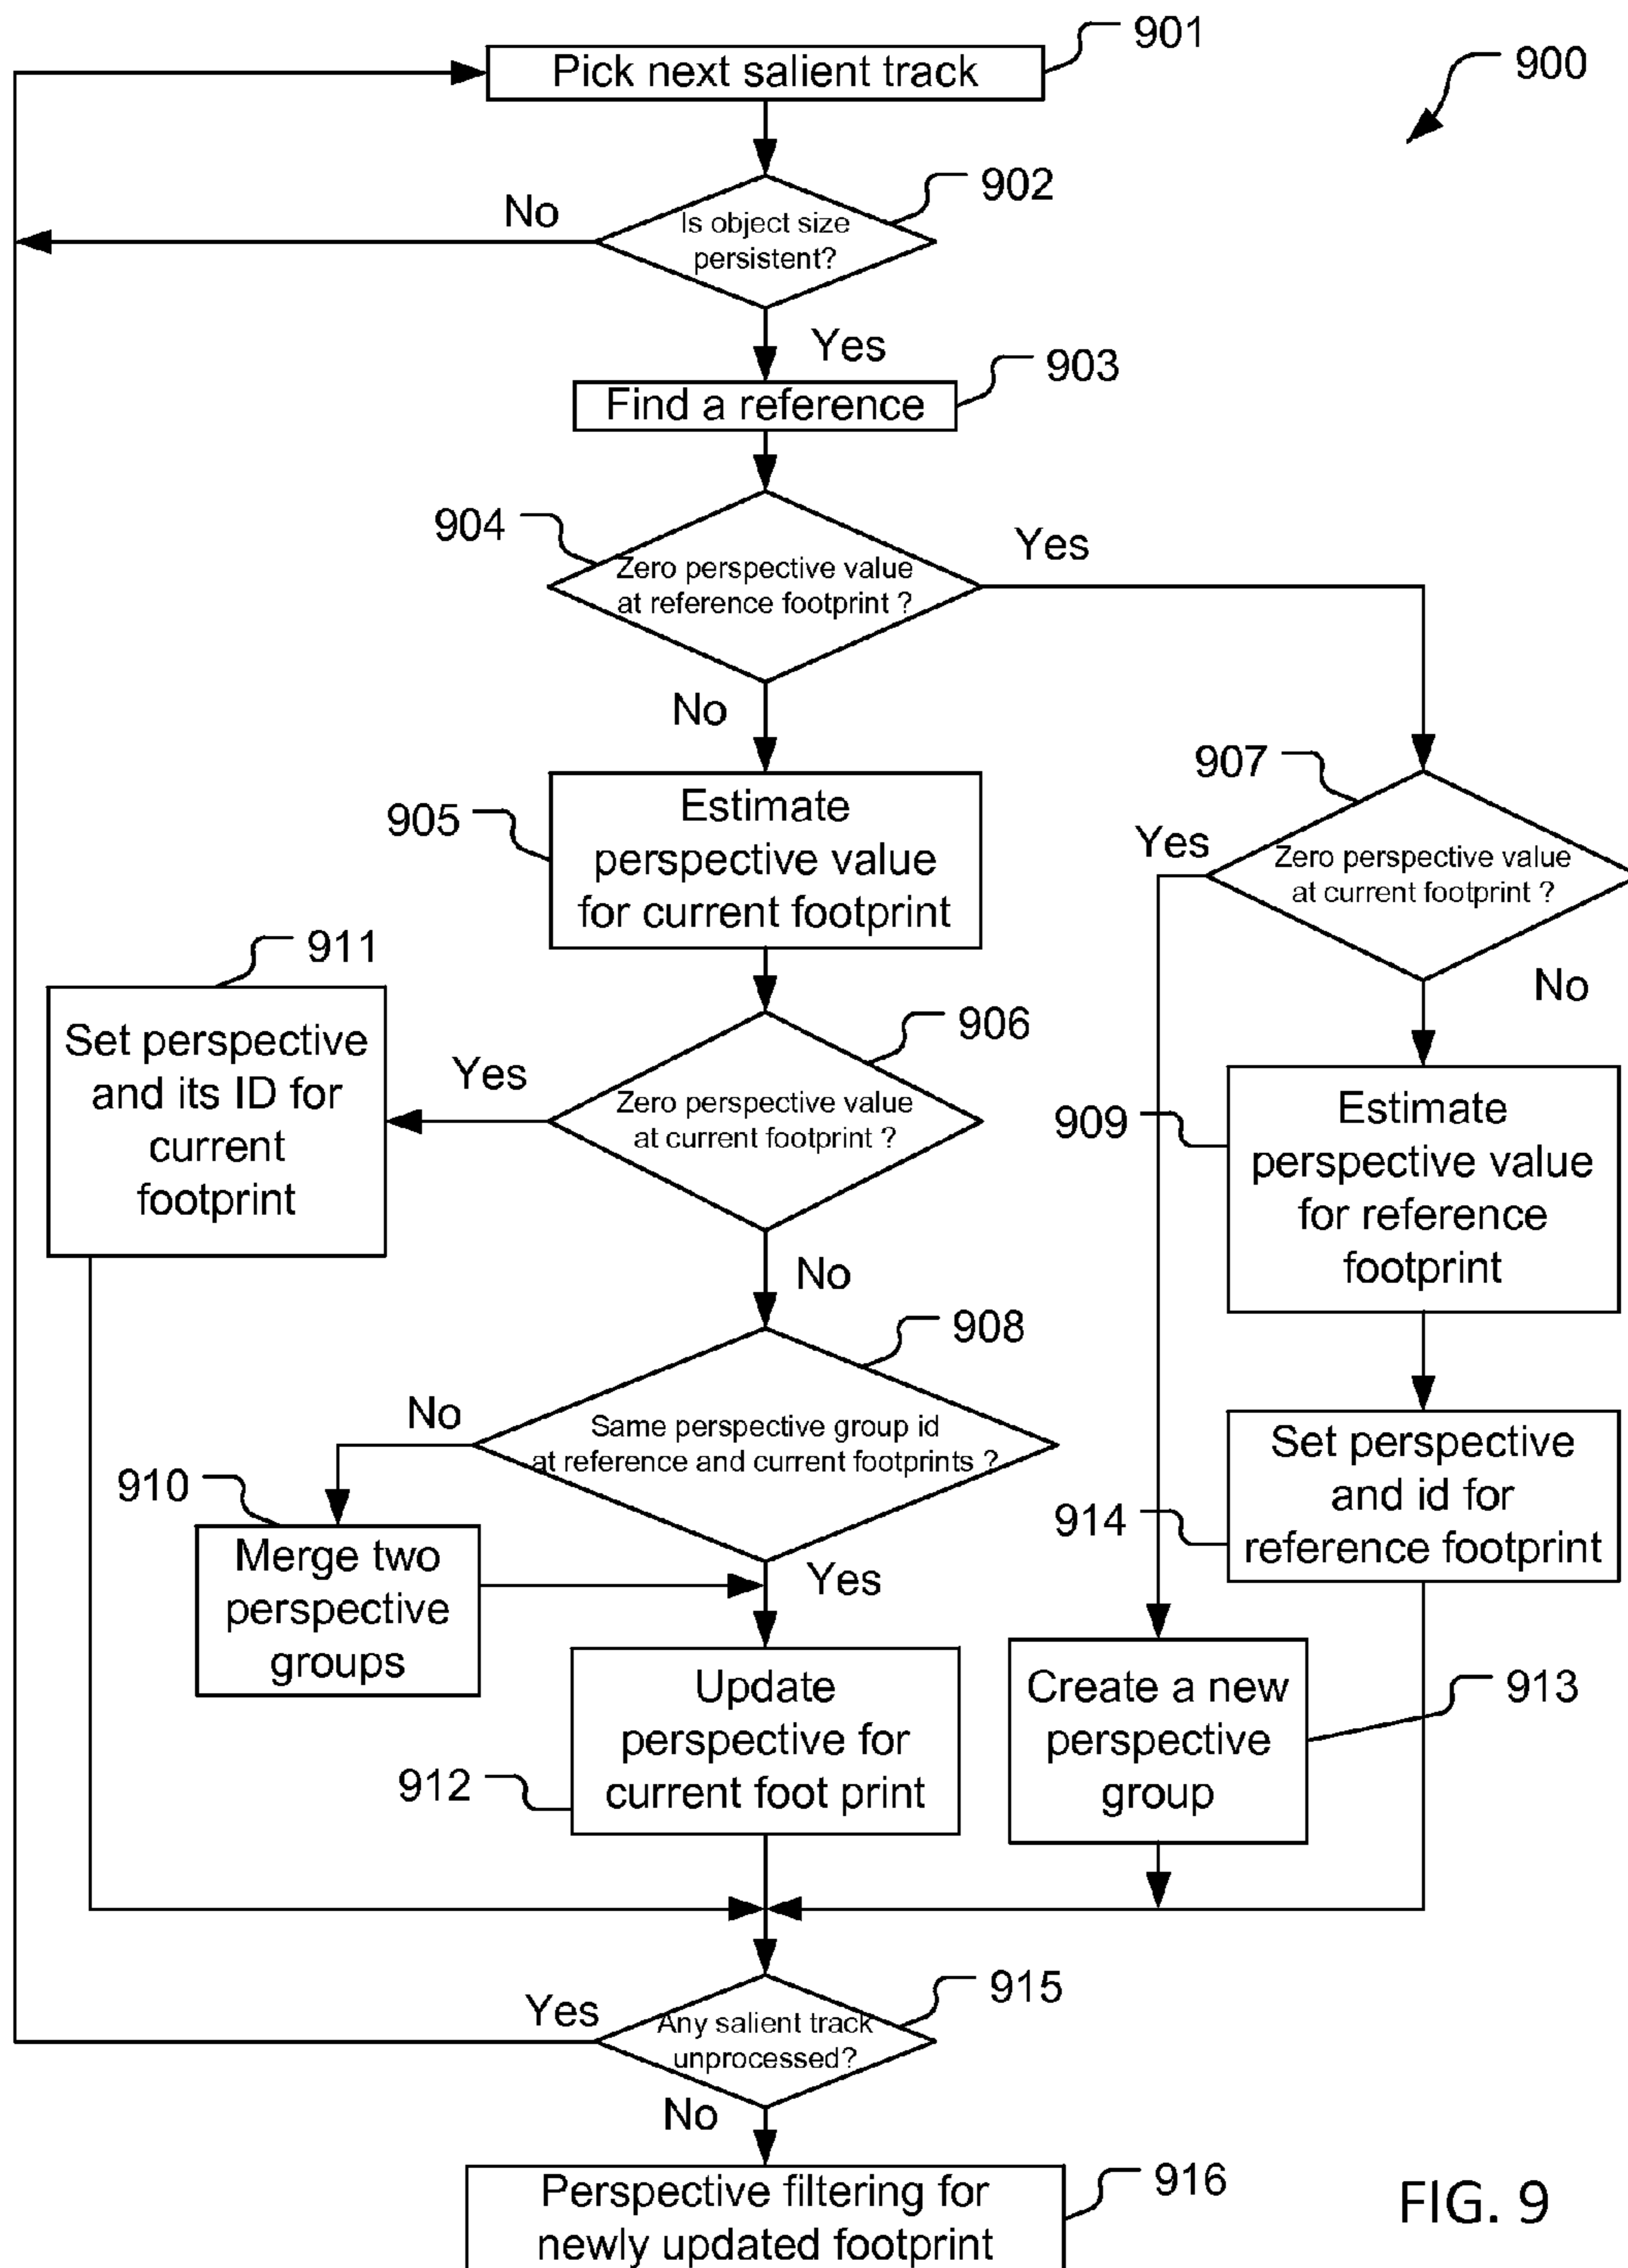 901
Pick next salient track
900
902
No
Is object size
persistent?
Yes
903
Find a reference
904
Yes
Zero perspective value
at reference footprint ?
No
907
905
Estimate
perspective value
for current footprint
Yes
Zero perspective value
at current footprint ?
911
No
Set perspective
and its ID for
current
footprint
906
Yes
Zero perspective value
at current footprint ?
909
Estimate
perspective value
for reference
footprint
No
908
No
Same perspective group id
at reference and current footprints ?
910
Merge two
perspective
groups
Yes
914
Set perspective
and id for
reference footprint
912
Update
perspective for
current foot print
Create a new
perspective
group
913
915
Yes
Any salient track
unprocessed?
No
916
Perspective filtering for
newly updated footprint
FIG. 9